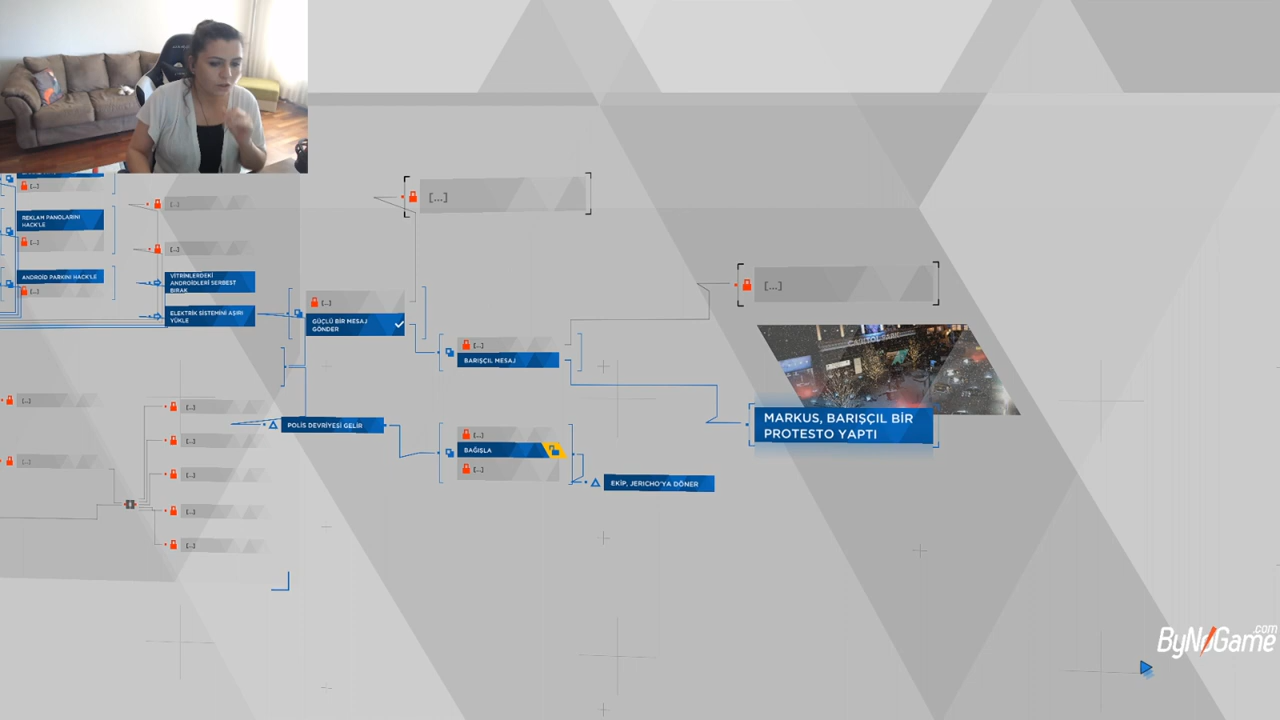 [...]
REKLAM PANOLARINI
HACK'LE
[...]
ANDROİD PARKINI HACK'LE
[...]
[...]
[...]
VİTRİNLERDEKİ
ANDROİDLERİ SERBEST
BIRAK
ELEKTRİK SİSTEMİNİ AŞIRI
YÜKLE
[...]
GÜÇLÜ BİR MESAJ
GÖNDER
[...]
[...]
BARIŞÇIL MESAJ
[...]
CAPITOL PARK
MARKUS, BARIŞÇIL BİR
PROTESTO YAPTI
POLİS DEVRİYESİ GELİR
[...]
BAĞIŞLA
[...]
EKİP, JERICHO'YA DÖNER
[...]
[...]
[...]
[...]
[...]
[...]
[...]
ByNoGame
.com